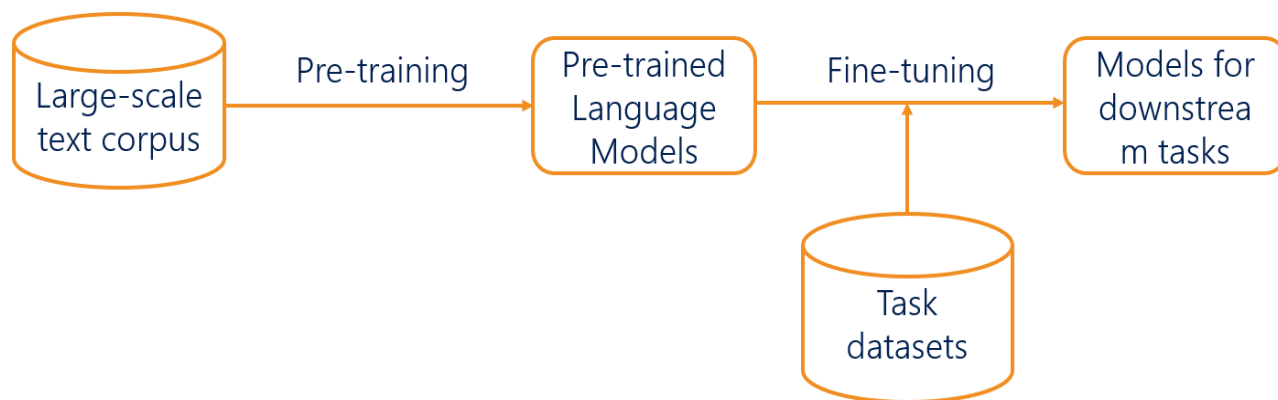 Large-scale
text corpus
Pre-training
Pre-trained
Language
Models
Fine-tuning
Models for
downstrea
m tasks
Task
datasets